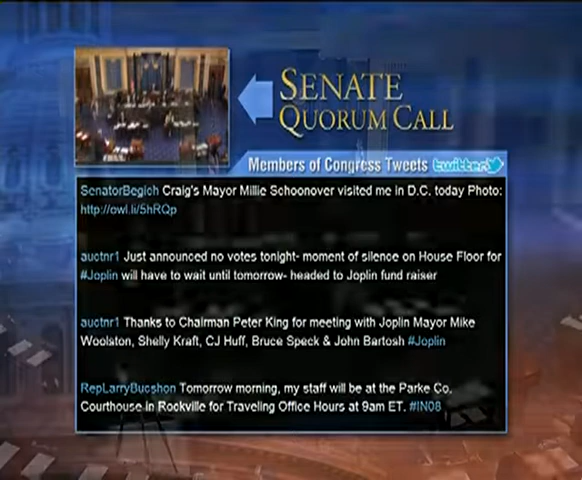 SENATE
QUORUM CALL
Members of Congress Tweets twitter
SenatorBegich Craig's Mayor Millie Schoonover visited me in D.C. today Photo:
http://owl.li/5hRQp
auctnr1 Just announced no votes tonight- moment of silence on House Floor for
#Joplin will have to wait until tomorrow- headed to Joplin fund raiser
auctnr1 Thanks to Chairman Peter King for meeting with Joplin Mayor Mike
Woolston, Shelly Kraft, CJ Huff, Bruce Speck & John Bartosh #Joplin
RepLarryBucshon Tomorrow morning, my staff will be at the Parke Co.
Courthouse in Rockville for Traveling Office Hours at 9am ET. #IN08